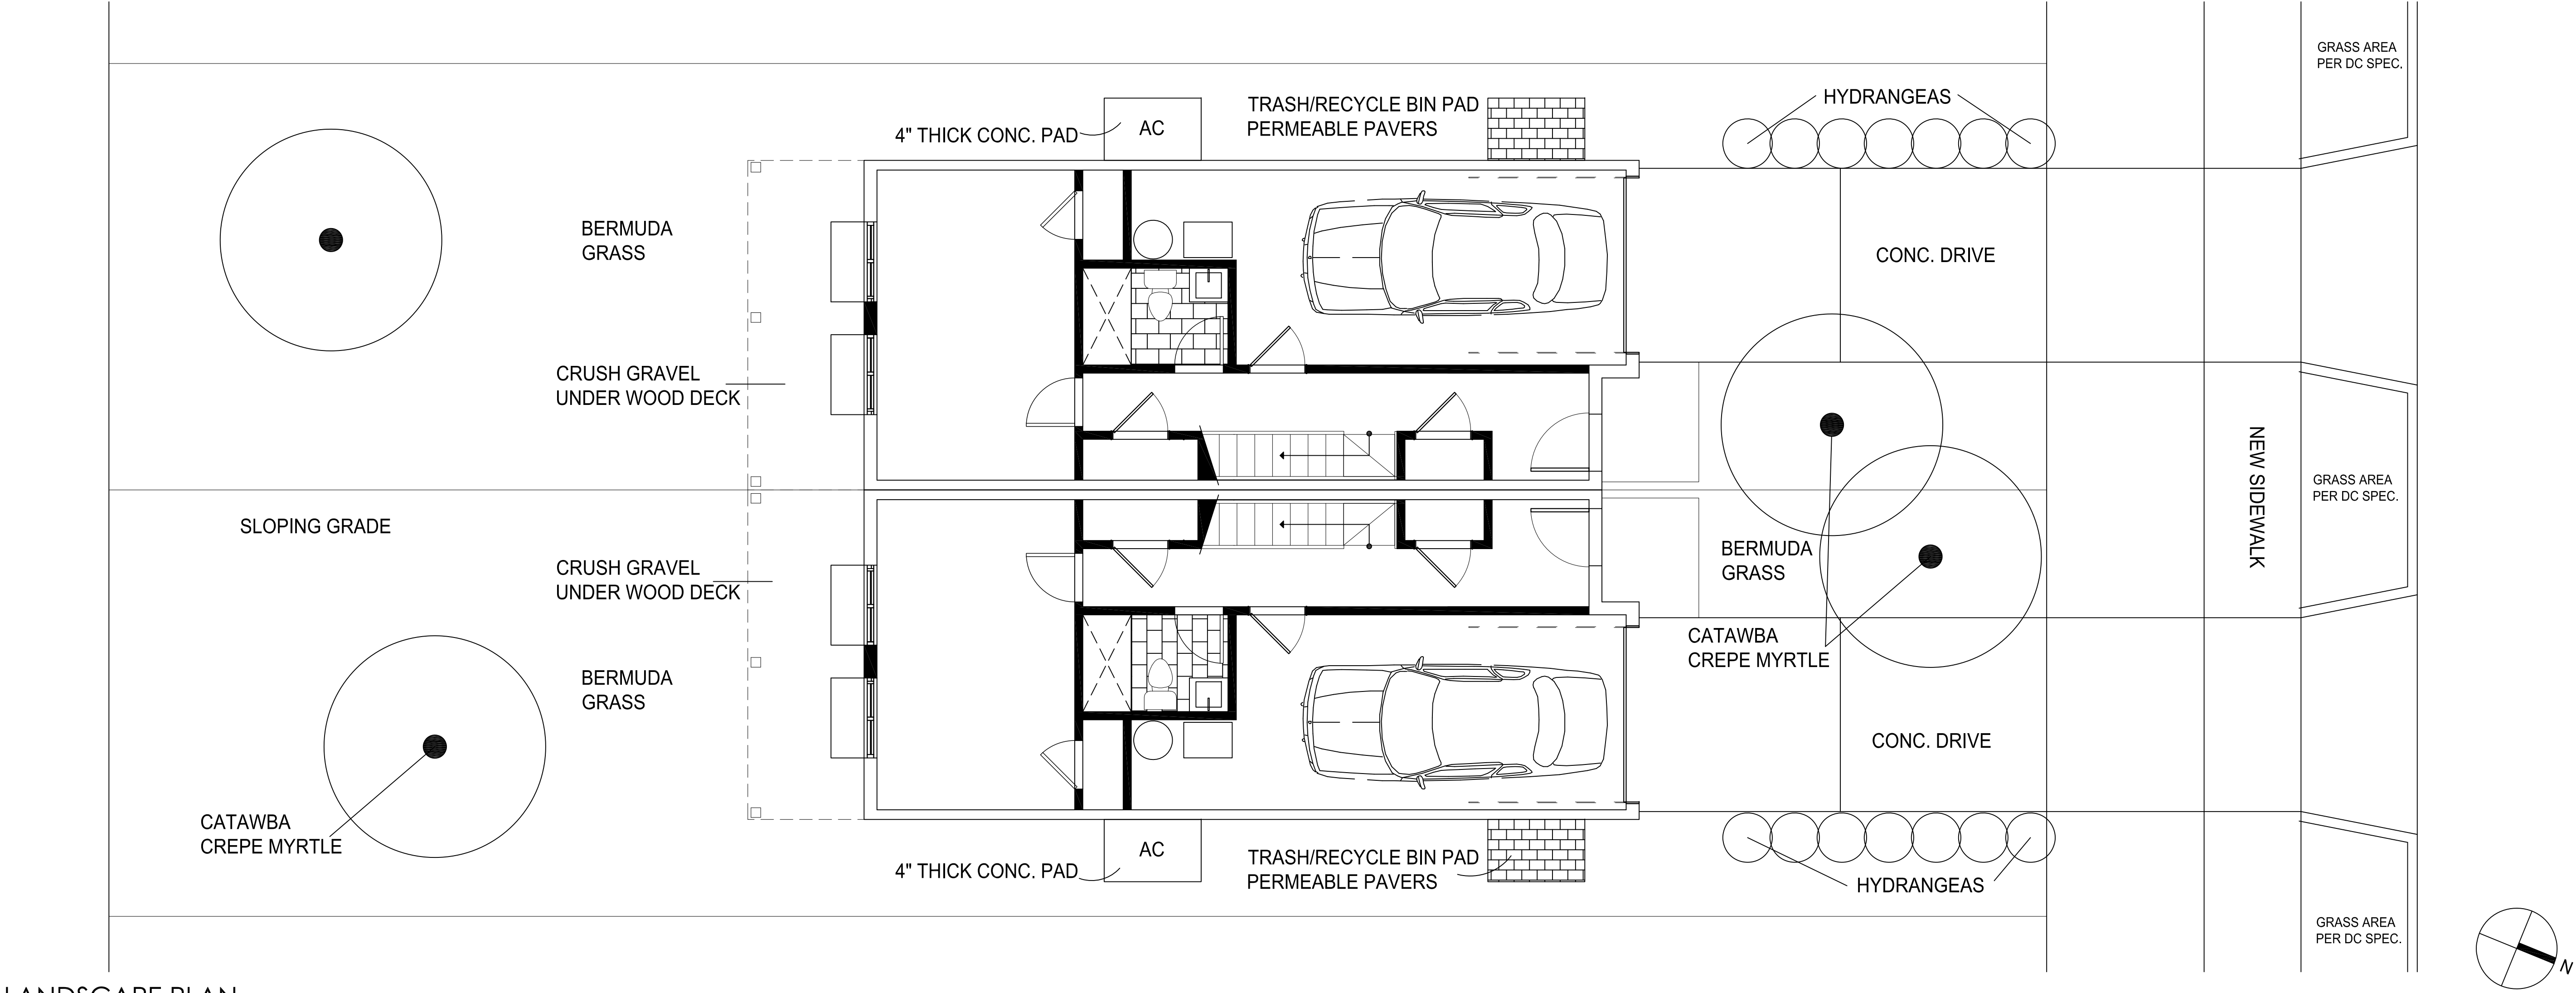 GRASS AREA
PER DC SPEC.
HYDRANGEAS
TRASH/RECYCLE BIN PAD
PERMEABLE PAVERS
4" THICK CONC. PAD
AC
BERMUDA
GRASS
CONC. DRIVE
CRUSH GRAVEL
UNDER WOOD DECK
NEW SIDEWALK
GRASS AREA
PER DC SPEC.
SLOPING GRADE
BERMUDA
GRASS
CRUSH GRAVEL
UNDER WOOD DECK
CATAWBA
CREPE MYRTLE
BERMUDA
GRASS
CONC. DRIVE
CATAWBA
CREPE MYRTLE
AC
4" THICK CONC. PAD
TRASH/RECYCLE BIN PAD
PERMEABLE PAVERS
HYDRANGEAS
GRASS AREA
PER DC SPEC.
N
LANDSCAPE PLAN